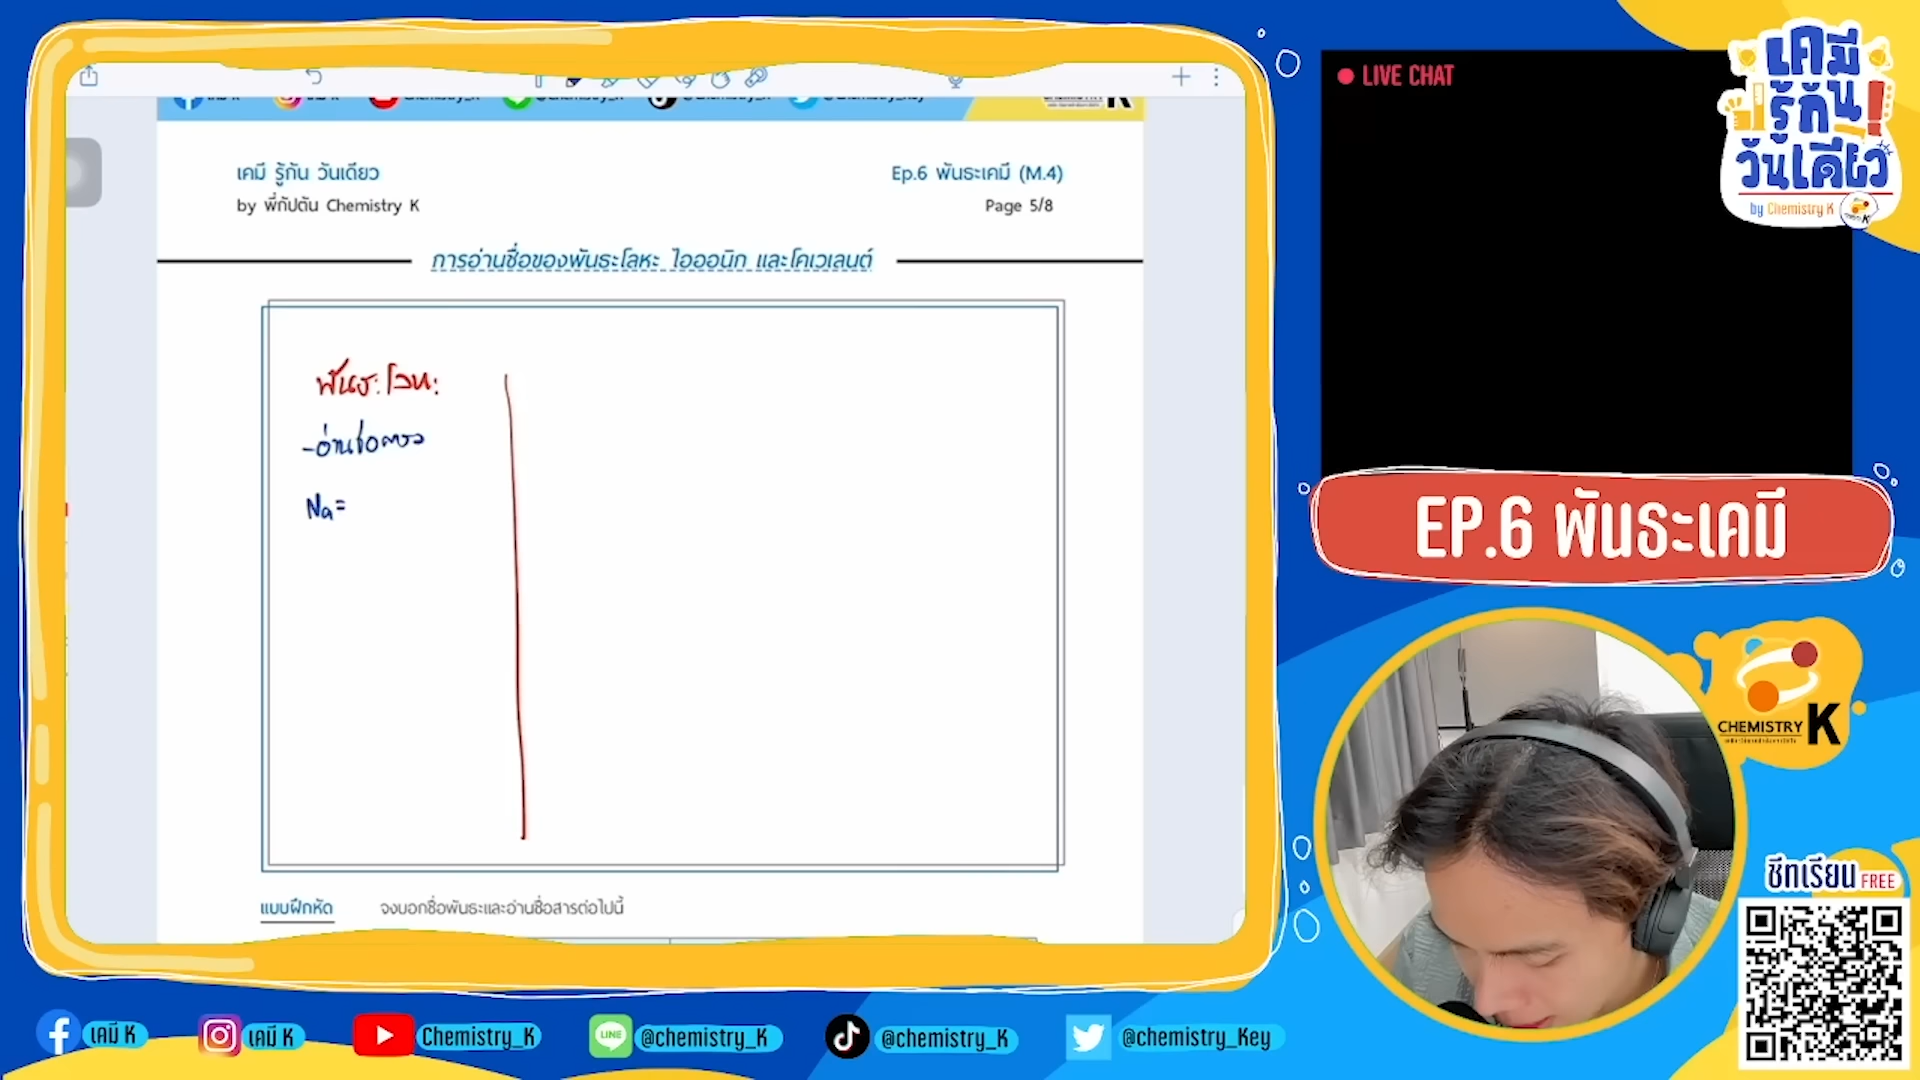 LIVE CHAT
เคมี
รู้กัน!
วันเดียว
by Chemistry K
เคมี รู้กัน วันเดียว
Ep.6 พันธะเคมี (M.4)
by พี่กัปตัน Chemistry K
Page 5/8
การอ่านชื่อของพันธะโลหะ ไอออนิก และโคเวเลนต์
พันธะโลหะ
-อ่านชื่อตรง
Na=
แบบฝึกหัด จงบอกชื่อพันธะและอ่านชื่อสารต่อไปนี้
EP.6 พันธะเคมี
CHEMISTRY K
ชีทเรียน FREE
เคมี K
เคมี K
Chemistry_K
LINE
@chemistry_K
@chemistry_K
@chemistry_Key